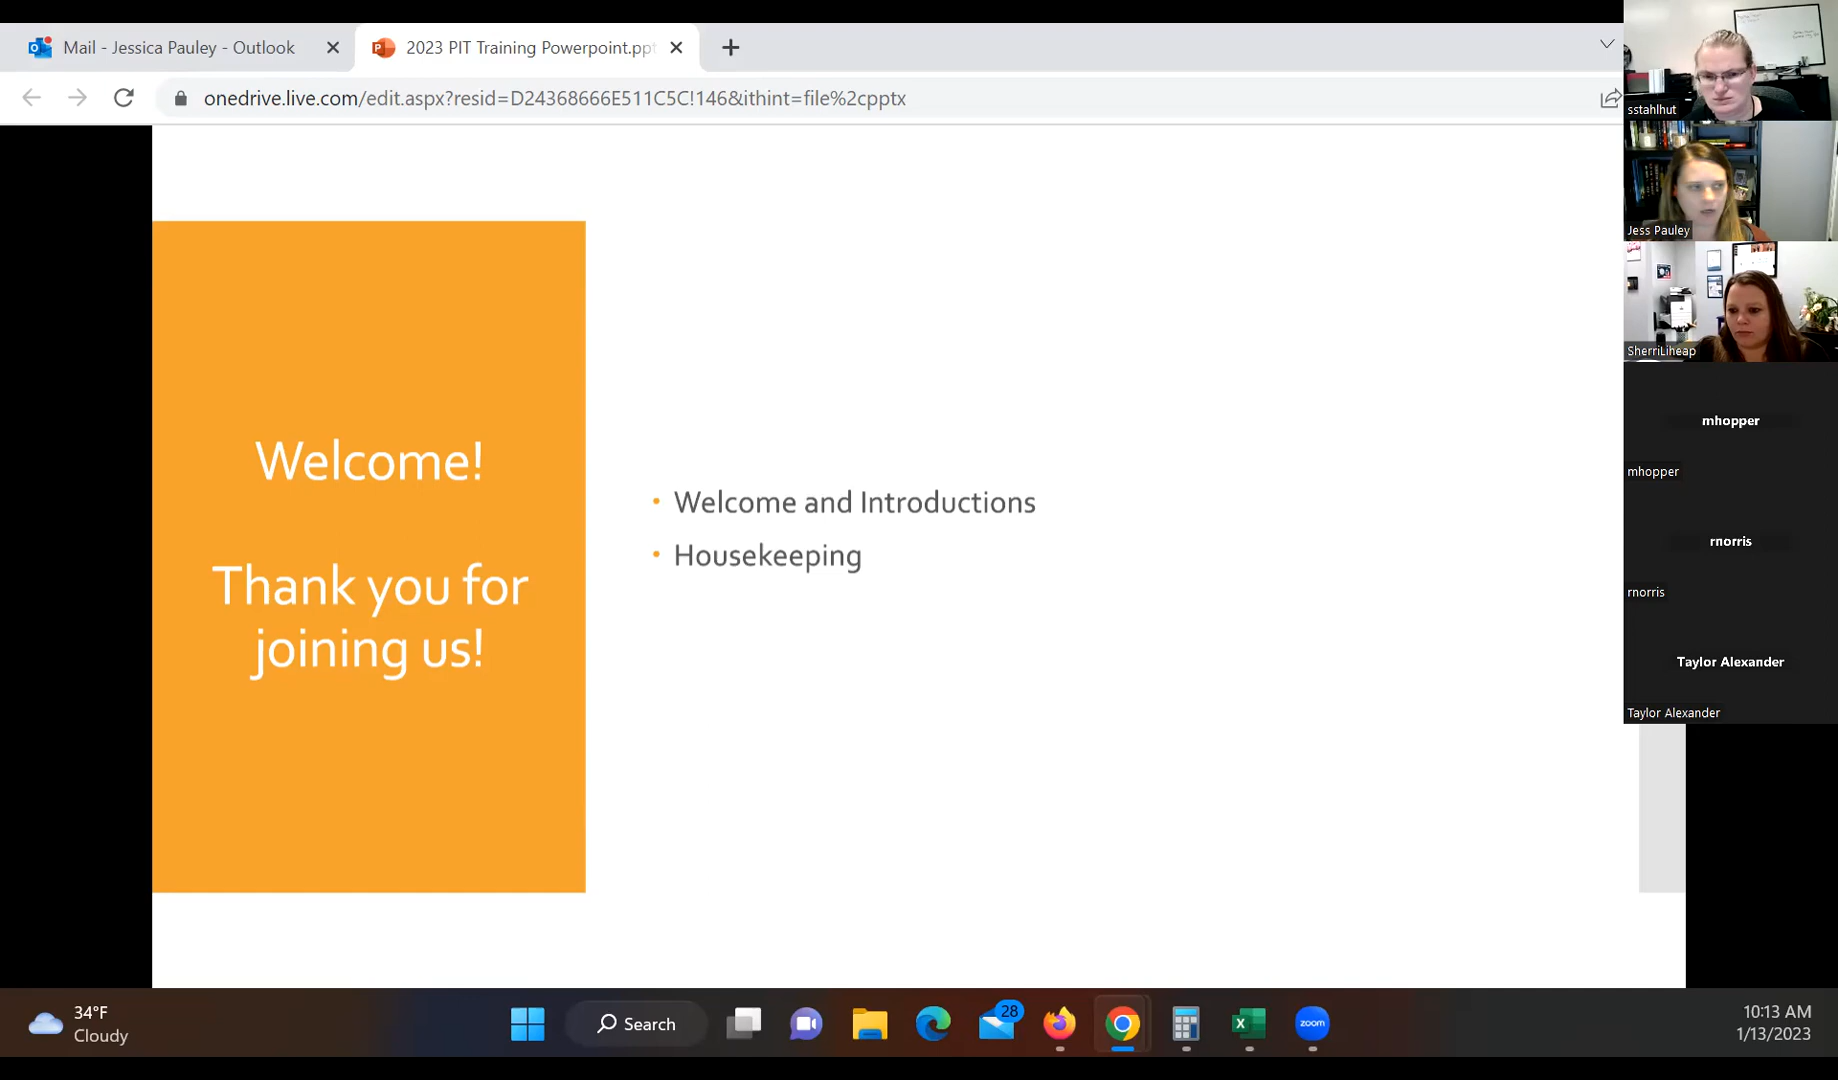 Mail - Jessica Pauley - Outlook
2023 PIT Training Powerpoint.ppt
onedrive.live.com/edit.aspx?resid=D24368666E511C5C!146&ithint=file%2cpptx
Welcome!
Thank you for
joining us!
• Welcome and Introductions
• Housekeeping
sstahlhut
Jess Pauley
SherriLiheap
mhopper
mhopper
rnorris
rnorris
Taylor Alexander
Taylor Alexander
34°F
Cloudy
Search
28
zoom
10:13 AM
1/13/2023